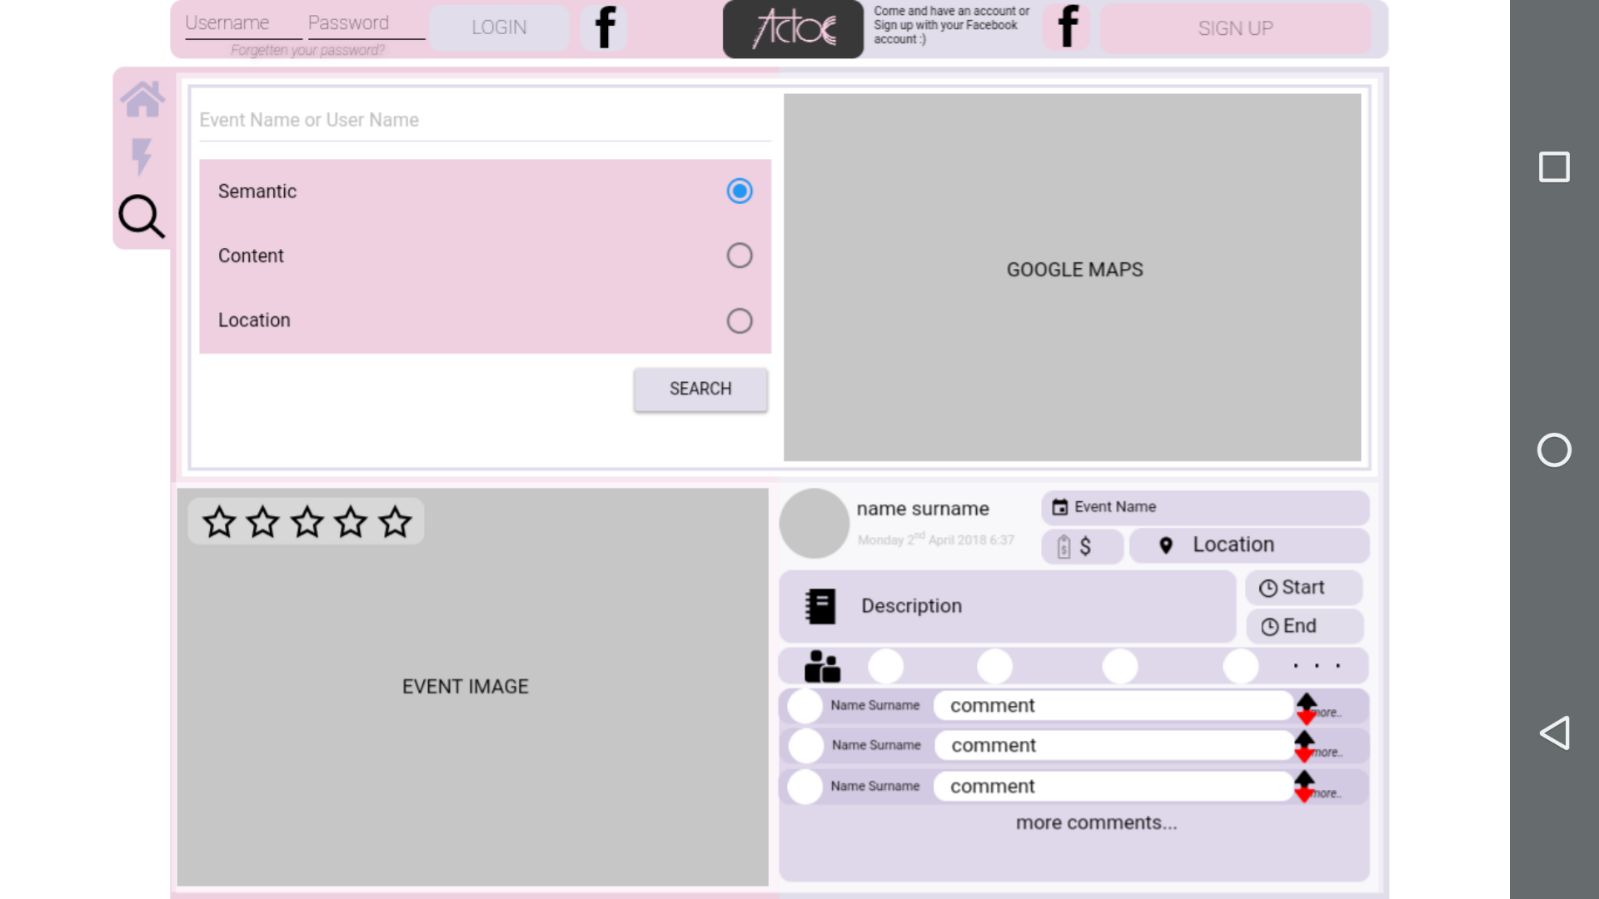 Username
Password
LOGIN
f
Forgetten your password?
ActoC
Come and have an account or
Sign up with your Facebook
account :)
f
SIGN UP
Event Name or User Name
Semantic
Content
Location
SEARCH
GOOGLE MAPS
EVENT IMAGE
name surname
Monday 2nd April 2018 6:37
Event Name
$
Location
Description
Start
End
. . .
Name Surname
comment
more..
Name Surname
comment
more..
Name Surname
comment
more..
more comments...